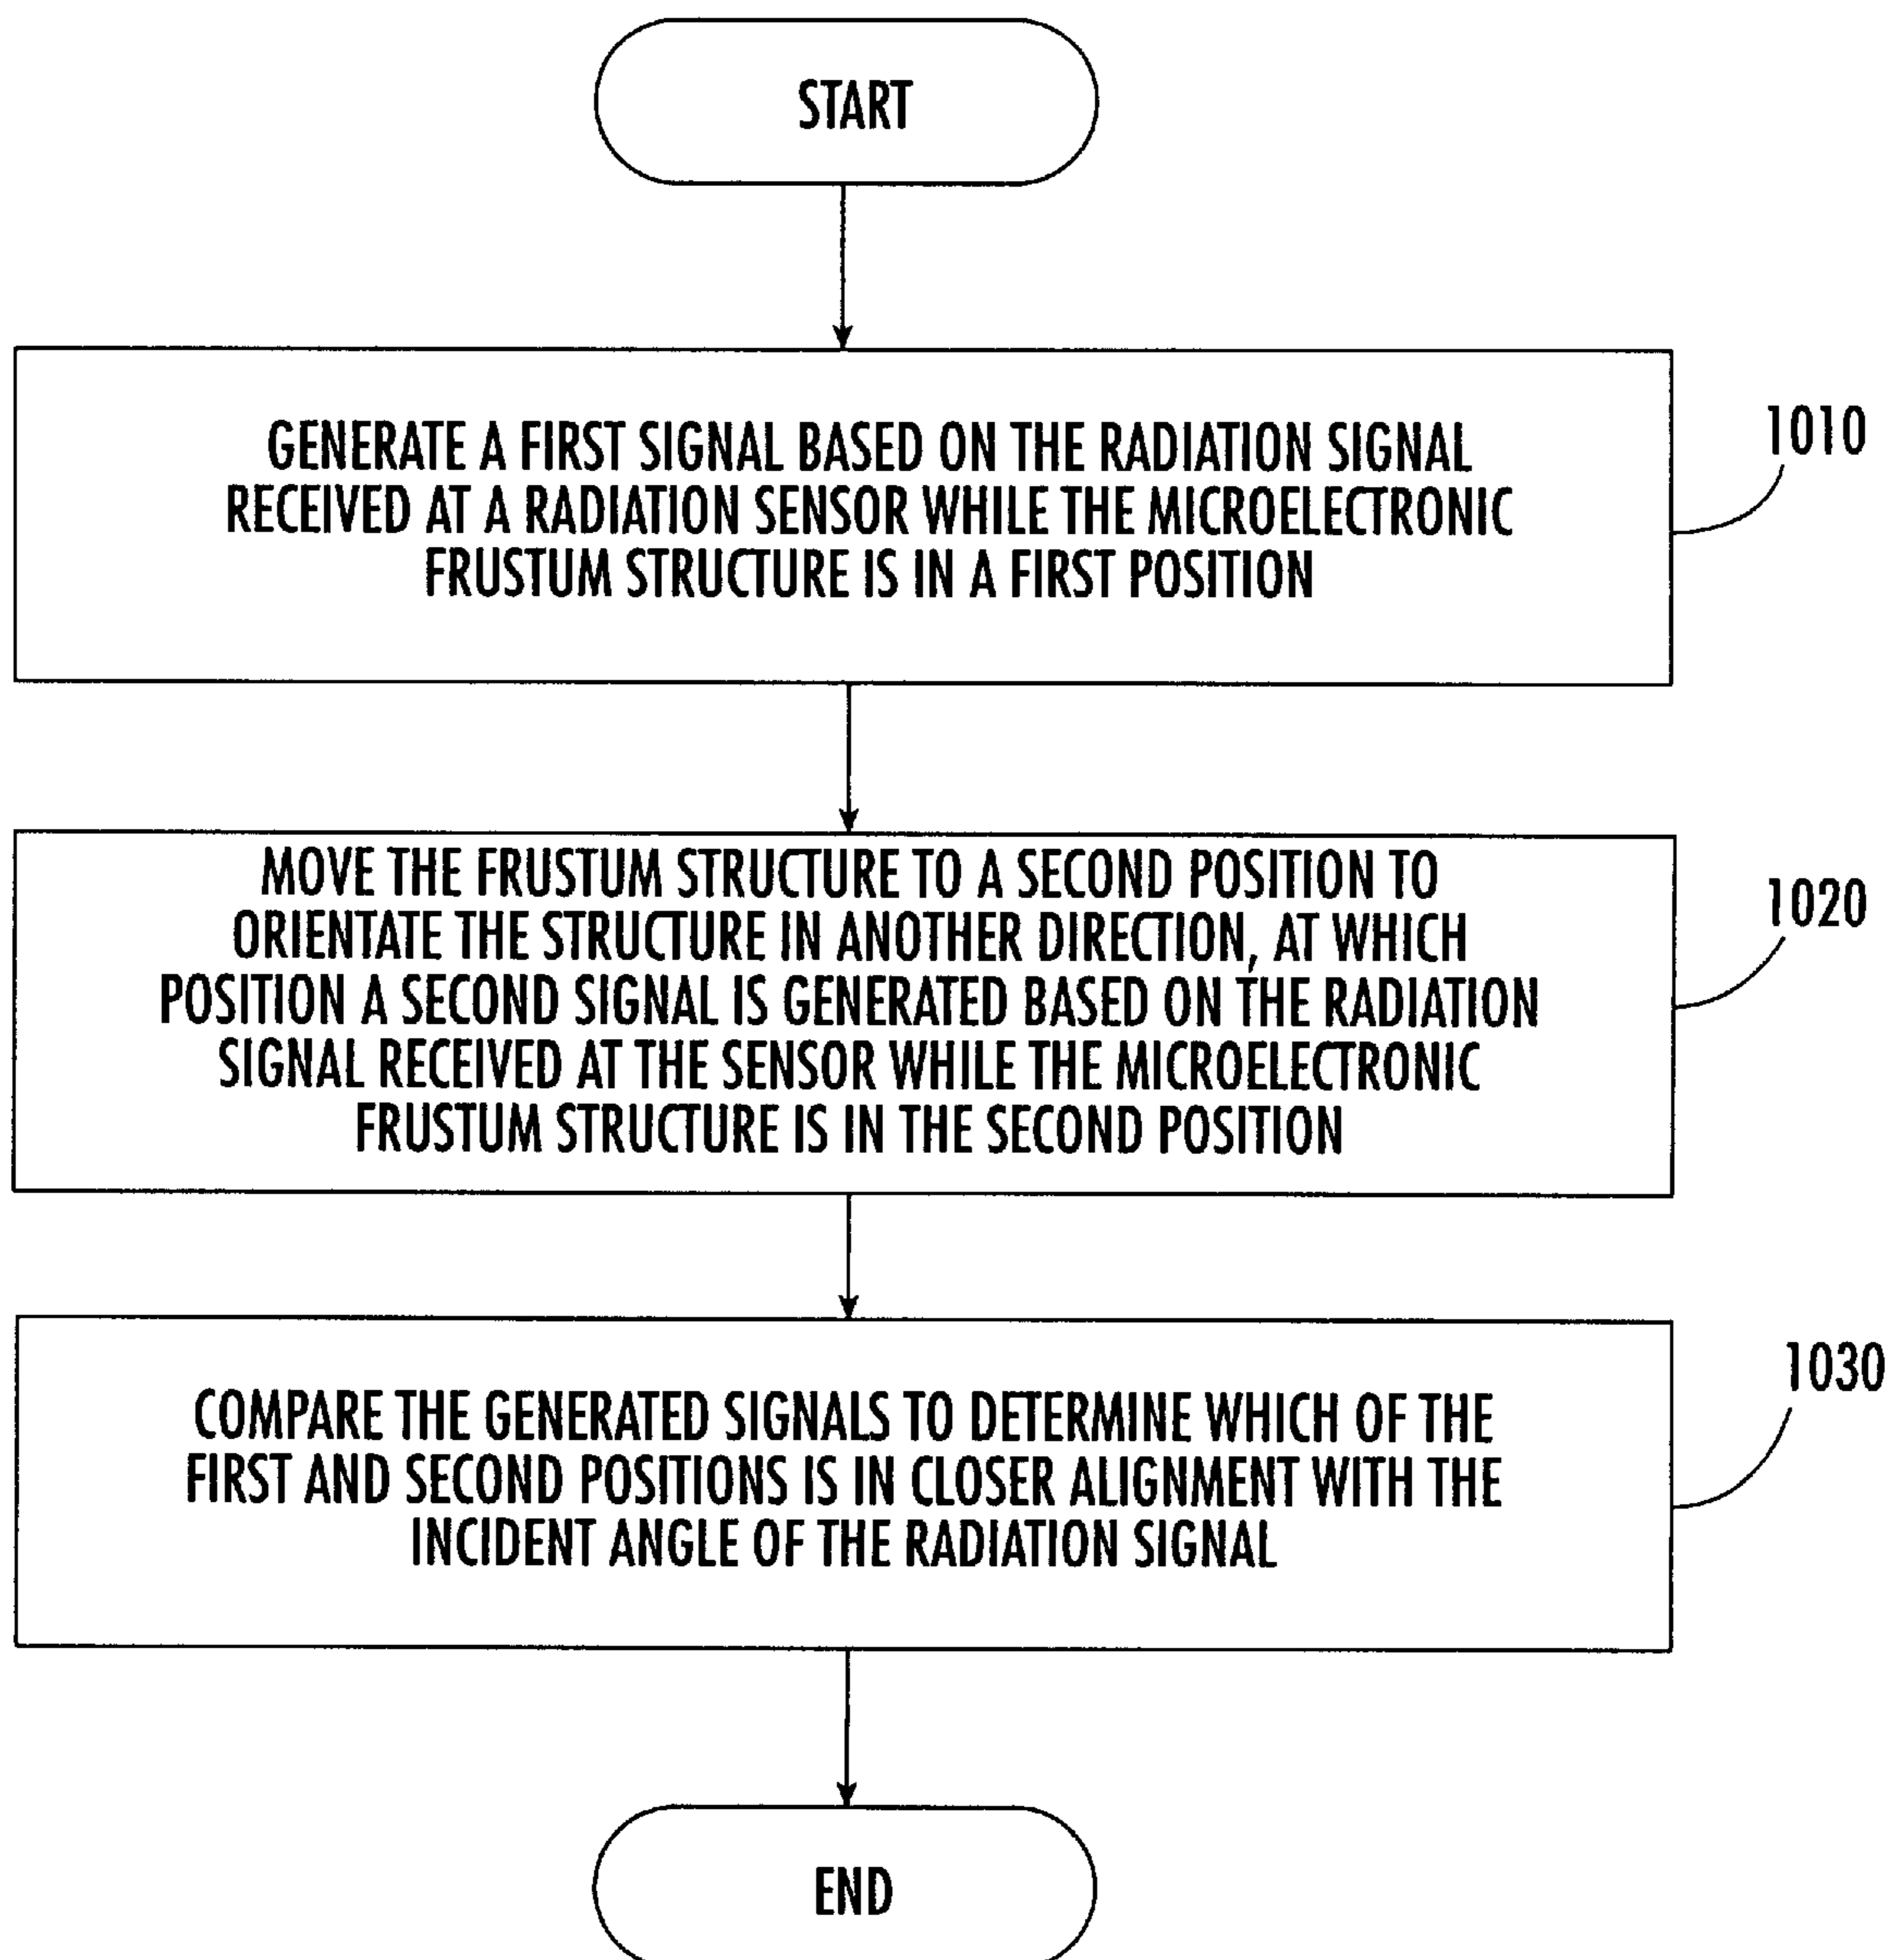 START
GENERATE A FIRST SIGNAL BASED ON THE RADIATION SIGNAL
RECEIVED AT A RADIATION SENSOR WHILE THE MICROELECTRONIC
FRUSTUM STRUCTURE IS IN A FIRST POSITION
1010
MOVE THE FRUSTUM STRUCTURE TO A SECOND POSITION TO
ORIENTATE THE STRUCTURE IN ANOTHER DIRECTION, AT WHICH
POSITION A SECOND SIGNAL IS GENERATED BASED ON THE RADIATION
SIGNAL RECEIVED AT THE SENSOR WHILE THE MICROELECTRONIC
FRUSTUM STRUCTURE IS IN THE SECOND POSITION
1020
COMPARE THE GENERATED SIGNALS TO DETERMINE WHICH OF THE
FIRST AND SECOND POSITIONS IS IN CLOSER ALIGNMENT WITH THE
INCIDENT ANGLE OF THE RADIATION SIGNAL
1030
END